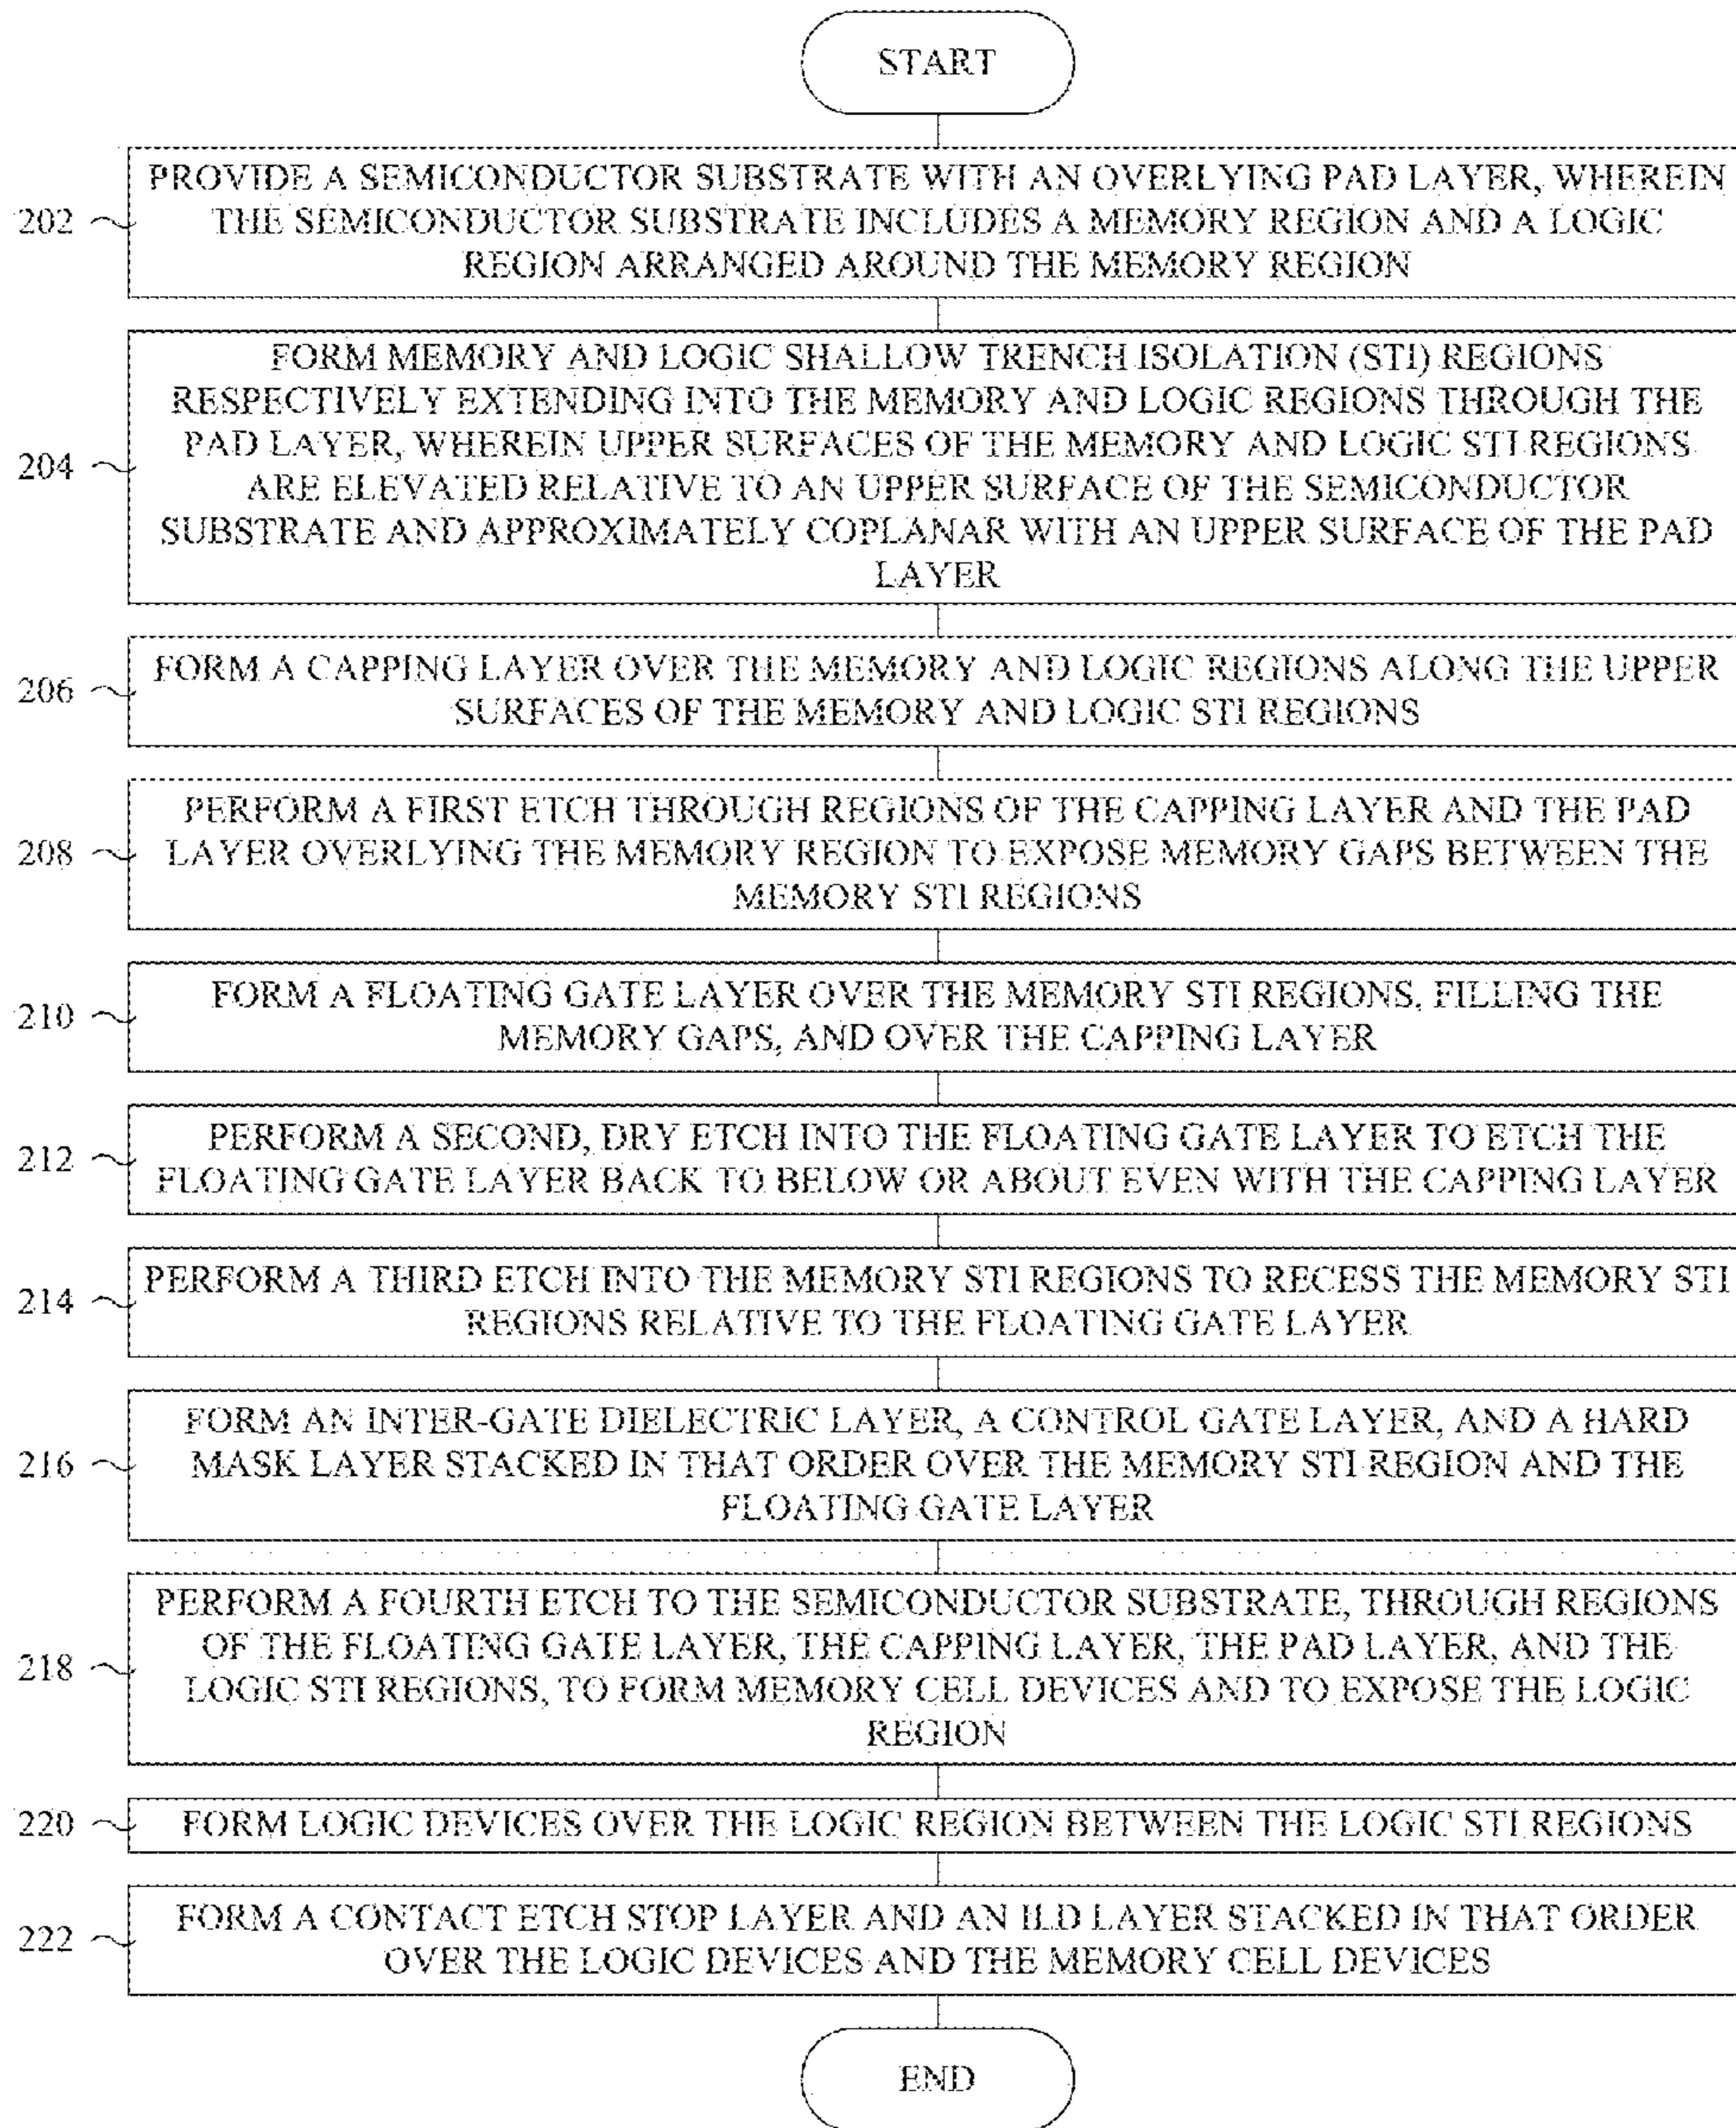 START
PROVIDE A SEMICONDUCTOR SUBSTRATE WITH AN OVERLYING PAD LAYER, WHEREIN
202 THE SEMICONDUCTOR SUBSTRATE INCLUDES A MEMORY REGION AND A LOGIC
REGION ARRANGED AROUND THE MEMORY REGION
FORM MEMORY AND LOGIC SHALLOW TRENCH ISOLATION (STI) REGIONS
RESPECTIVELY EXTENDING INTO THE MEMORY AND LOGIC REGIONS THROUGH THE
PAD LAYER, WHEREIN UPPER SURFACES OF THE MEMORY AND LOGIC STI REGIONS
204 ARE ELEVATED RELATIVE TO AN UPPER SURFACE OF THE SEMICONDUCTOR
SUBSTRATE AND APPROXIMATELY COPLANAR WITH AN UPPER SURFACE OF THE PAD
LAYER
FORM A CAPPING LAYER OVER THE MEMORY AND LOGIC REGIONS ALONG THE UPPER
206 SURFACES OF THE MEMORY AND LOGIC STI REGIONS
PERFORM A FIRST ETCH THROUGH REGIONS OF THE CAPPING LAYER AND THE PAD
208 LAYER OVERLYING THE MEMORY REGION TO EXPOSE MEMORY GAPS BETWEEN THE
MEMORY STI REGIONS
FORM A FLOATING GATE LAYER OVER THE MEMORY STI REGIONS, FILLING THE
210 MEMORY GAPS, AND OVER THE CAPPING LAYER
PERFORM A SECOND, DRY ETCH INTO THE FLOATING GATE LAYER TO ETCH THE
212 FLOATING GATE LAYER BACK TO BELOW OR ABOUT EVEN WITH THE CAPPING LAYER
PERFORM A THIRD ETCH INTO THE MEMORY STI REGIONS TO RECESS THE MEMORY STI
214 REGIONS RELATIVE TO THE FLOATING GATE LAYER
FORM AN INTER-GATE DIELECTRIC LAYER, A CONTROL GATE LAYER, AND A HARD
216 MASK LAYER STACKED IN THAT ORDER OVER THE MEMORY STI REGION AND THE
FLOATING GATE LAYER
PERFORM A FOURTH ETCH TO THE SEMICONDUCTOR SUBSTRATE, THROUGH REGIONS
OF THE FLOATING GATE LAYER, THE CAPPING LAYER, THE PAD LAYER, AND THE
218 LOGIC STI REGIONS, TO FORM MEMORY CELL DEVICES AND TO EXPOSE THE LOGIC
REGION
220 FORM LOGIC DEVICES OVER THE LOGIC REGION BETWEEN THE LOGIC STI REGIONS
FORM A CONTACT ETCH STOP LAYER AND AN ILD LAYER STACKED IN THAT ORDER
222 OVER THE LOGIC DEVICES AND THE MEMORY CELL DEVICES
END